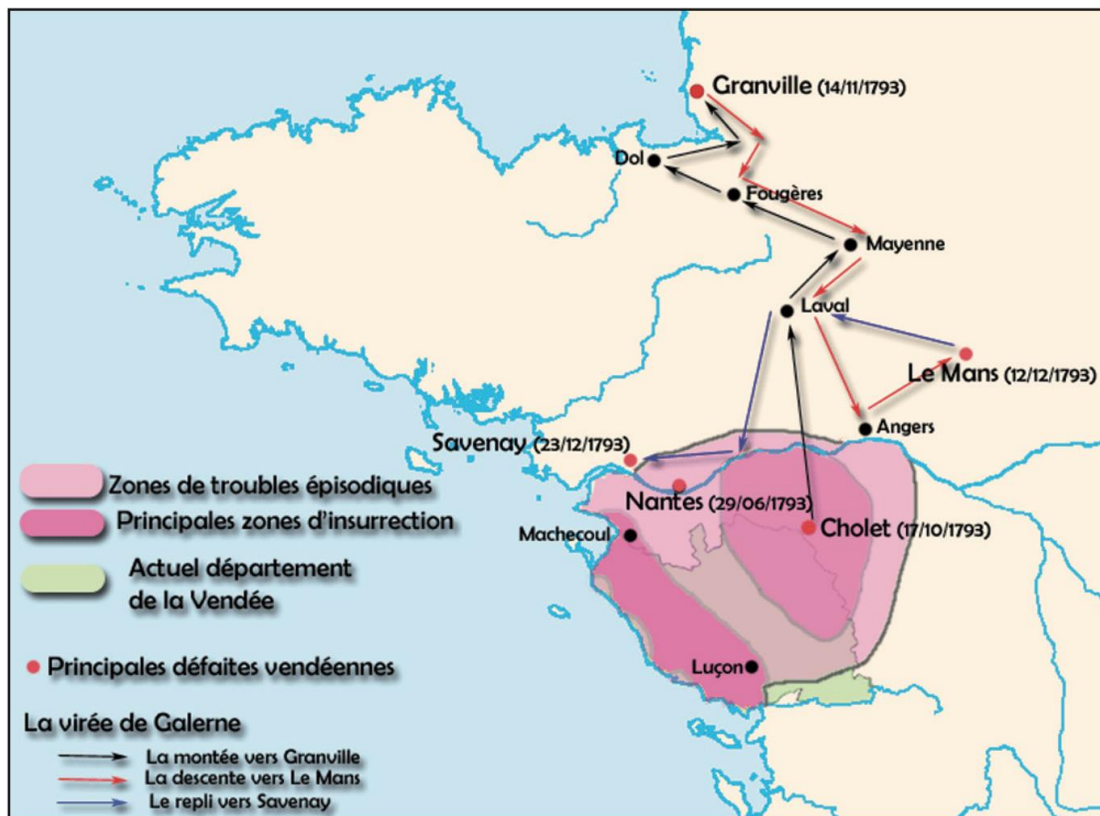 Granville (14/11/1793)
Dol
Fougères
Mayenne
Laval
Le Mans (12/12/1793)
Angers
Savenay (23/12/1793)
Nantes (29/06/1793)
Cholet (17/10/1793)
Machecoul
Luçon
Zones de troubles épisodiques
Principales zones d'insurrection
Actuel département
de la Vendée
Principales défaites vendéennes
La virée de Galerne
La montée vers Granville
La descente vers Le Mans
Le repli vers Savenay